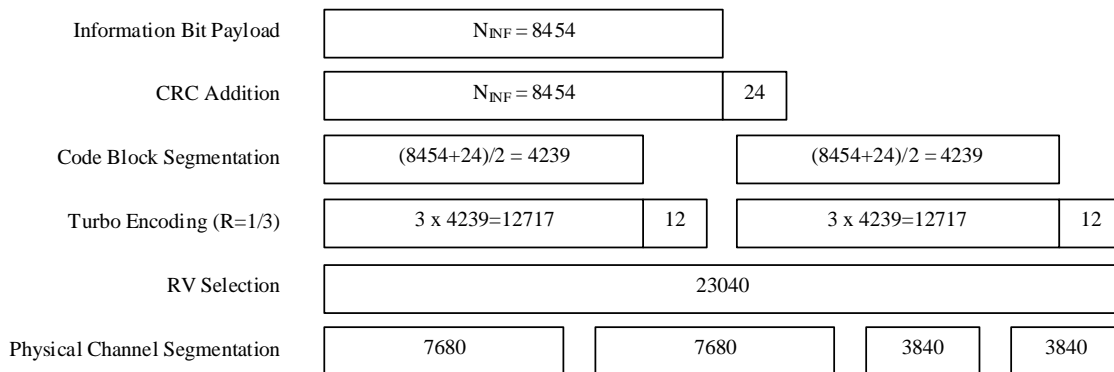 Information Bit Payload N_INF = 8454
CRC Addition N_INF = 8454 24
Code Block Segmentation (8454+24)/2 = 4239 (8454+24)/2 = 4239
Turbo Encoding (R=1/3) 3 x 4239=12717 12 3 x 4239=12717 12
RV Selection 23040
Physical Channel Segmentation 7680 7680 3840 3840